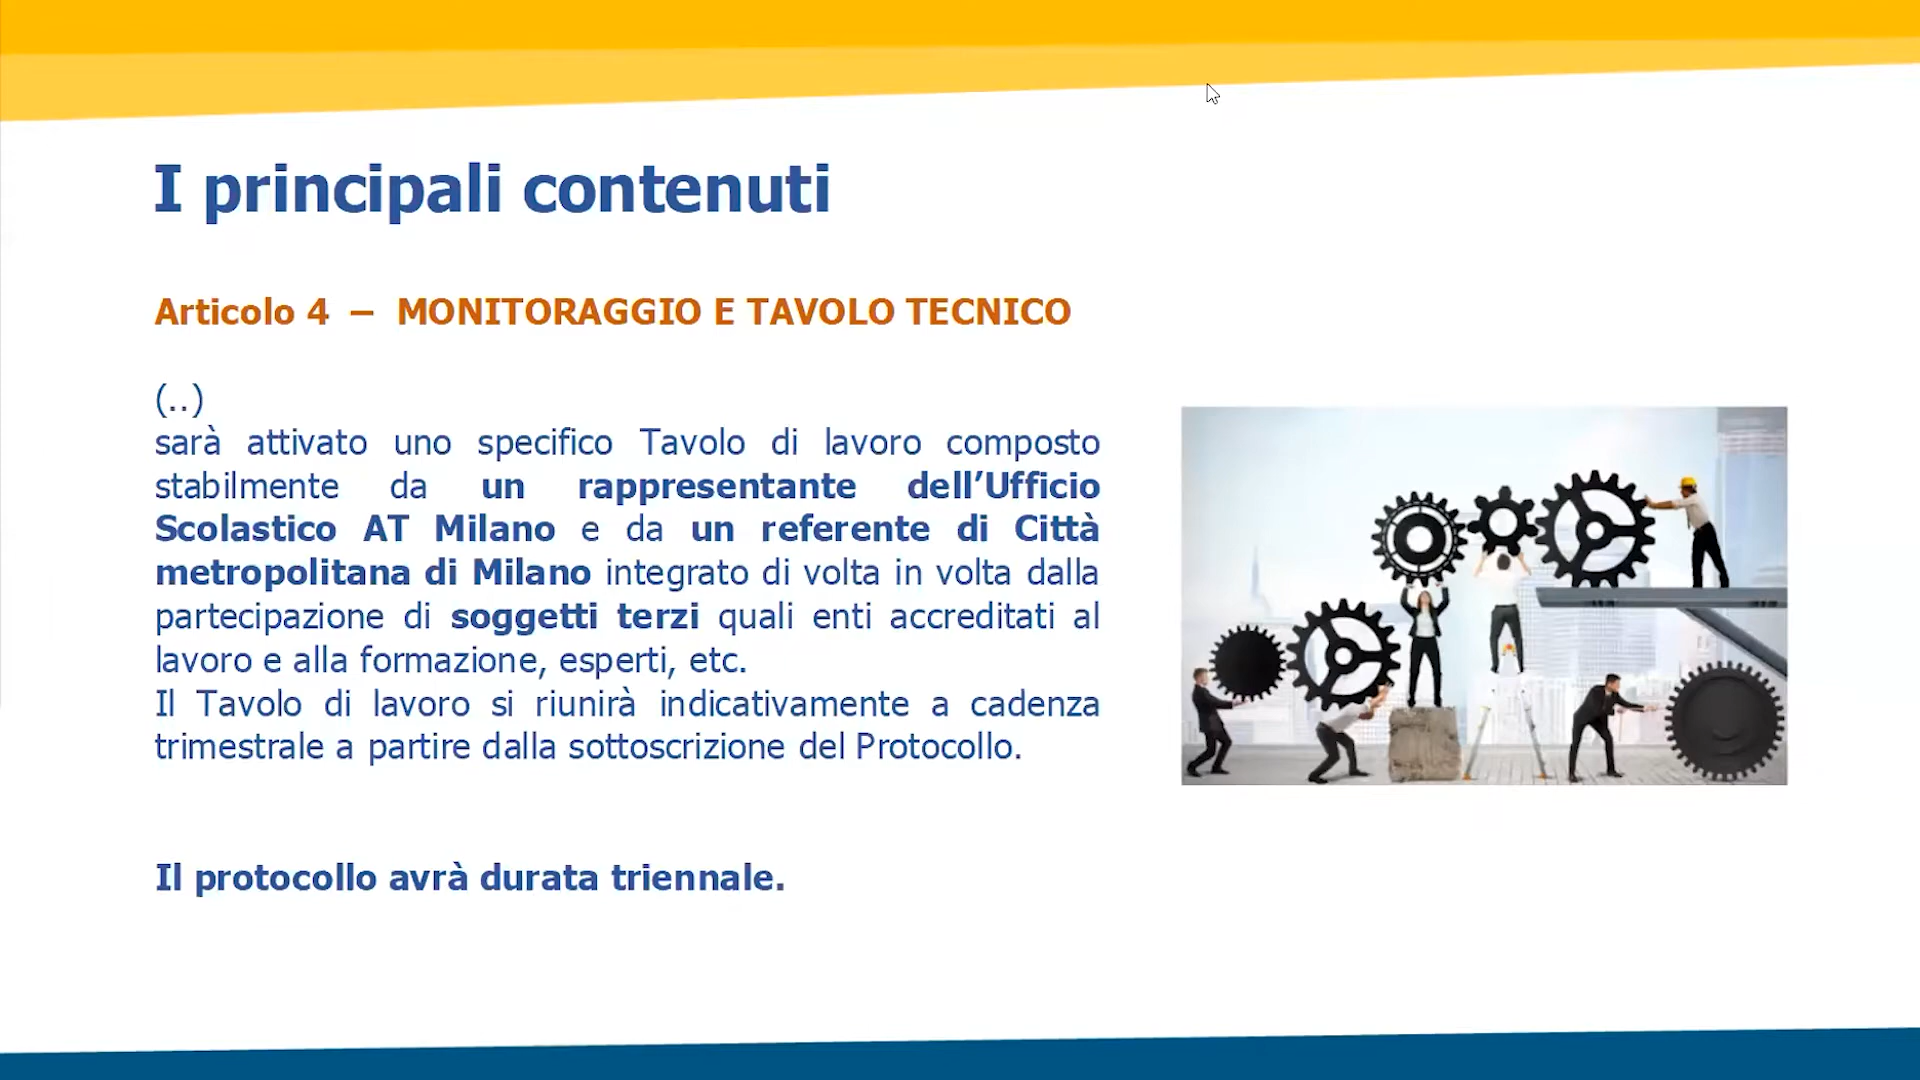 I principali contenuti
Articolo 4 – MONITORAGGIO E TAVOLO TECNICO
(..)
sarà attivato uno specifico Tavolo di lavoro composto
stabilmente da un rappresentante dell’Ufficio
Scolastico AT Milano e da un referente di Città
metropolitana di Milano integrato di volta in volta dalla
partecipazione di soggetti terzi quali enti accreditati al
lavoro e alla formazione, esperti, etc.
Il Tavolo di lavoro si riunirà indicativamente a cadenza
trimestrale a partire dalla sottoscrizione del Protocollo.
Il protocollo avrà durata triennale.